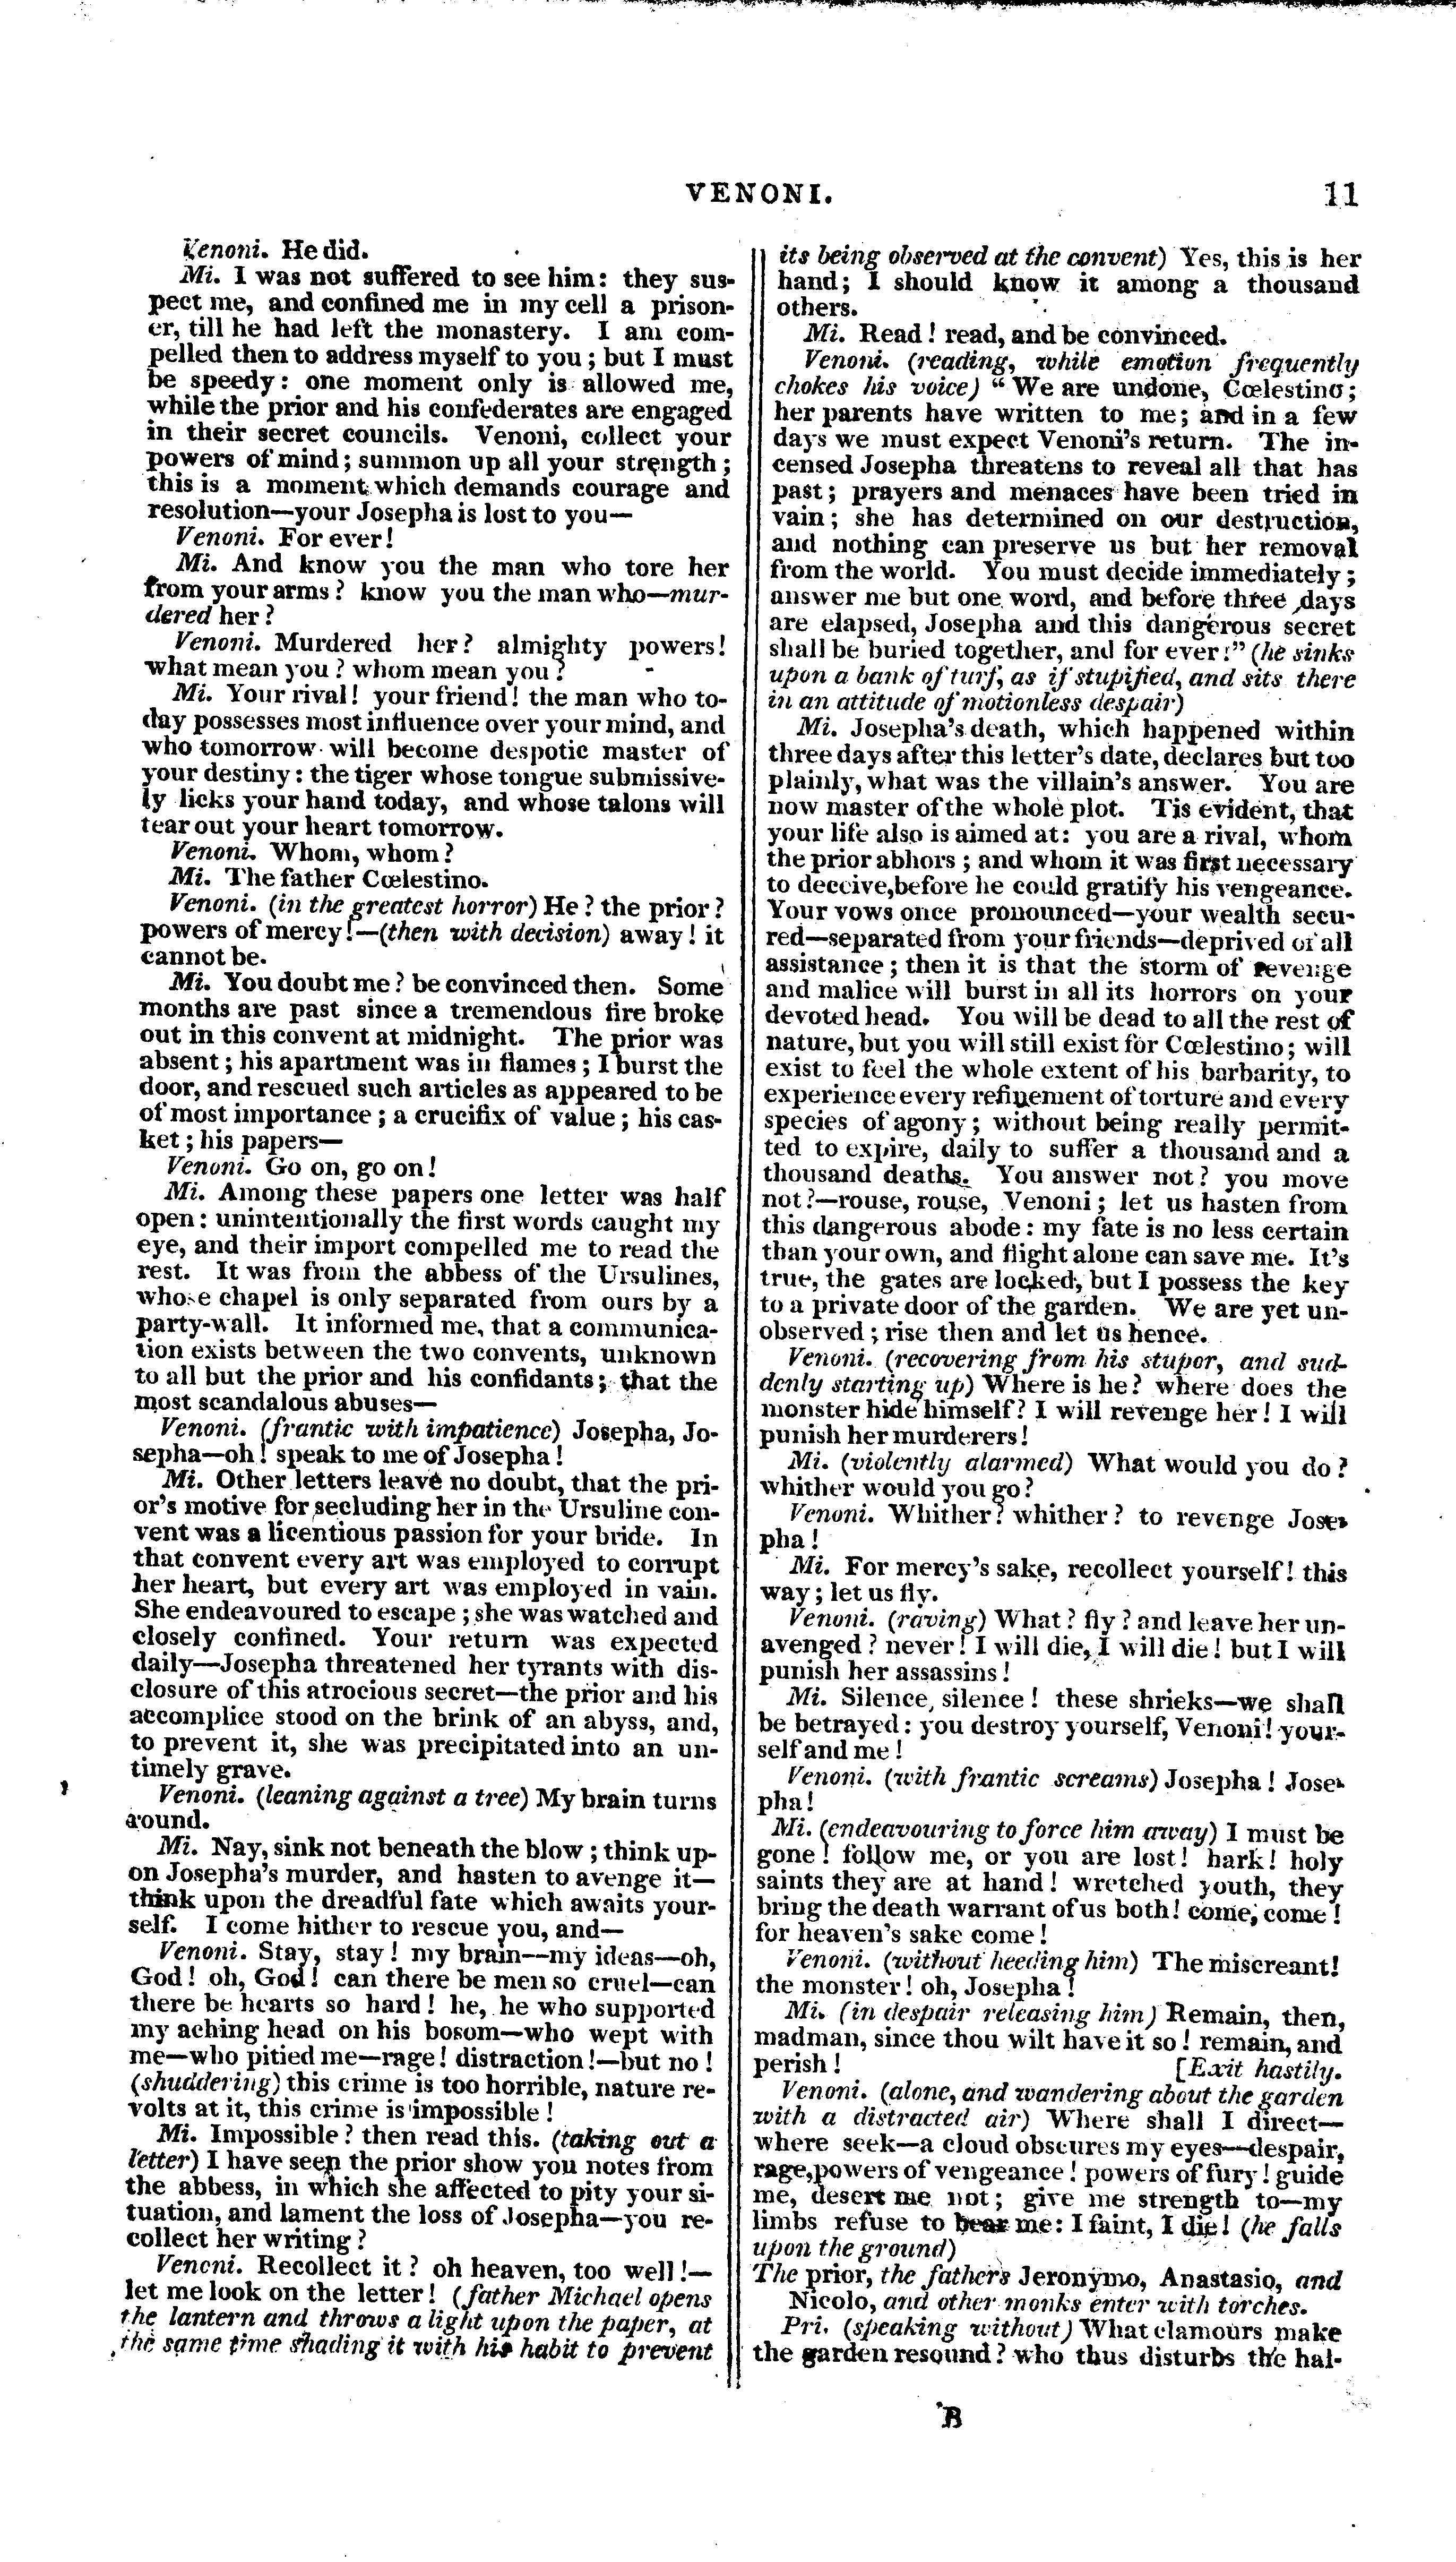 VENONI.
11
Venoni. He did.
Mi. I was not suffered to see him: they sus-
pect me, and confined me in my cell a prison-
er, till he had left the monastery. I am com-
pelled then to address myself to you; but I must
be speedy: one moment only is allowed me,
while the prior and his confederates are engaged
in their secret councils. Venoni, collect your
powers of mind; summon up all your strength;
this is a moment which demands courage and
resolution—your Josepha is lost to you—
Venoni. For ever!
Mi. And know you the man who tore her
from your arms? know you the man who—mur-
dered her?
Venoni. Murdered her? almighty powers!
what mean you? whom mean you?
Mi. Your rival! your friend! the man who to-
day possesses most influence over your mind, and
who tomorrow will become despotic master of
your destiny: the tiger whose tongue submissive-
ly licks your hand today, and whose talons will
tear out your heart tomorrow.
Venoni. Whom, whom?
Mi. The father Cœlestino.
Venoni. (in the greatest horror) He? the prior?
powers of mercy!—(then with decision) away! it
cannot be.
Mi. You doubt me? be convinced then. Some
months are past since a tremendous fire broke
out in this convent at midnight. The prior was
absent; his apartment was in flames; I burst the
door, and rescued such articles as appeared to be
of most importance; a crucifix of value; his cas-
ket; his papers—
Venoni. Go on, go on!
Mi. Among these papers one letter was half
open: unintentionally the first words caught my
eye, and their import compelled me to read the
rest. It was from the abbess of the Ursulines,
whose chapel is only separated from ours by a
party-wall. It informed me, that a communica-
tion exists between the two convents, unknown
to all but the prior and his confidants; that the
most scandalous abuses—
Venoni. (frantic with impatience) Josepha, Jo-
sepha—oh! speak to me of Josepha!
Mi. Other letters leave no doubt, that the pri-
or's motive for secluding her in the Ursuline con-
vent was a licentious passion for your bride. In
that convent every art was employed to corrupt
her heart, but every art was employed in vain.
She endeavoured to escape; she was watched and
closely confined. Your return was expected
daily—Josepha threatened her tyrants with dis-
closure of this atrocious secret—the prior and his
accomplice stood on the brink of an abyss, and,
to prevent it, she was precipitated into an un-
timely grave.
Venoni. (leaning against a tree) My brain turns
around.
Mi. Nay, sink not beneath the blow; think up-
on Josepha's murder, and hasten to avenge it—
think upon the dreadful fate which awaits your-
self. I come hither to rescue you, and—
Venoni. Stay, stay! my brain—my ideas—oh,
God! oh, God! can there be men so cruel—can
there be hearts so hard! he, he who supported
my aching head on his bosom—who wept with
me—who pitied me—rage! distraction!—but no!
(shuddering) this crime is too horrible, nature re-
volts at it, this crime is impossible!
Mi. Impossible? then read this. (taking out a
letter) I have seen the prior show you notes from
the abbess, in which she affected to pity your si-
tuation, and lament the loss of Josepha—you re-
collect her writing?
Venoni. Recollect it? oh heaven, too well!—
let me look on the letter! (father Michael opens
the lantern and throws a light upon the paper, at
the same time shading it with his habit to prevent
its being observed at the convent) Yes, this is her
hand; I should know it among a thousand
others.
Mi. Read! read, and be convinced.
Venoni. (reading, while emotion frequently
chokes his voice) "We are undone, Cœlestino;
her parents have written to me; and in a few
days we must expect Venoni's return. The in-
censed Josepha threatens to reveal all that has
past; prayers and menaces have been tried in
vain; she has determined on our destruction,
and nothing can preserve us but her removal
from the world. You must decide immediately;
answer me but one word, and before three days
are elapsed, Josepha and this dangerous secret
shall be buried together, and for ever!" (he sinks
upon a bank of turf, as if stupified, and sits there
in an attitude of motionless despair)
Mi. Josepha's death, which happened within
three days after this letter's date, declares but too
plainly, what was the villain's answer. You are
now master of the whole plot. Tis evident, that
your life also is aimed at: you are a rival, whom
the prior abhors; and whom it was first necessary
to deceive, before he could gratify his vengeance.
Your vows once pronounced—your wealth secu-
red—separated from your friends—deprived of all
assistance; then it is that the storm of revenge
and malice will burst in all its horrors on your
devoted head. You will be dead to all the rest of
nature, but you will still exist for Cœlestino; will
exist to feel the whole extent of his barbarity, to
experience every refinement of torture and every
species of agony; without being really permit-
ted to expire, daily to suffer a thousand and a
thousand deaths. You answer not? you move
not?—rouse, rouse, Venoni; let us hasten from
this dangerous abode: my fate is no less certain
than your own, and flight alone can save me. It's
true, the gates are locked, but I possess the key
to a private door of the garden. We are yet un-
observed; rise then and let us hence.
Venoni. (recovering from his stupor, and sud-
denly starting up) Where is he? where does the
monster hide himself? I will revenge her! I will
punish her murderers!
Mi. (violently alarmed) What would you do?
whither would you go?
Venoni. Whither? whither? to revenge Jose-
pha!
Mi. For mercy's sake, recollect yourself! this
way; let us fly.
Venoni. (raving) What? fly? and leave her un-
avenged? never! I will die, I will die! but I will
punish her assassins!
Mi. Silence, silence! these shrieks—we shall
be betrayed: you destroy yourself, Venoni! your-
self and me!
Venoni. (with frantic screams) Josepha! Jose-
pha!
Mi. (endeavouring to force him away) I must be
gone! follow me, or you are lost! hark! holy
saints they are at hand! wretched youth, they
bring the death warrant of us both! come, come!
for heaven's sake come!
Venoni. (without heeding him) The miscreant!
the monster! oh, Josepha!
Mi. (in despair releasing him) Remain, then,
madman, since thou wilt have it so! remain, and
perish! [Exit hastily.
Venoni. (alone, and wandering about the garden
with a distracted air) Where shall I direct—
where seek—a cloud obscures my eyes—despair,
rage, powers of vengeance! powers of fury! guide
me, desert me not; give me strength to—my
limbs refuse to bear me: I faint, I die! (he falls
upon the ground)
The prior, the fathers Jeronymo, Anastasio, and
Nicolo, and other monks enter with torches.
Pri. (speaking without) What clamours make
the garden resound? who thus disturbs the hal-
B